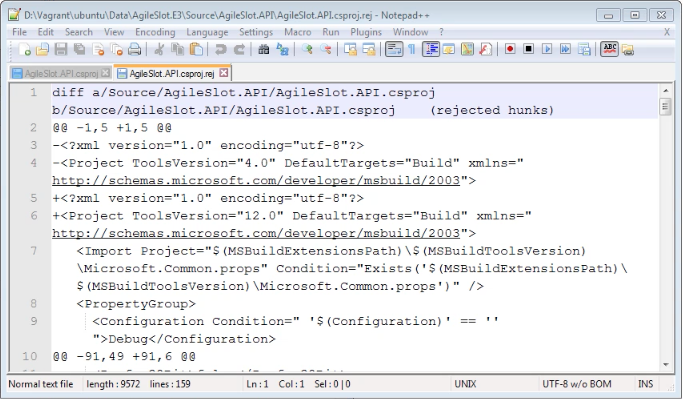 D:\Vagrant\ubuntu\Data\AgileSlot.E3\Source\AgileSlot.API\AgileSlot.API.csproj.rej - Notepad++
File Edit Search View Encoding Language Settings Macro Run Plugins Window ? X
AgileSlot.API.csproj AgileSlot.API.csproj.rej
1 diff a/Source/AgileSlot.API/AgileSlot.API.csproj
b/Source/AgileSlot.API/AgileSlot.API.csproj (rejected hunks)
2 @@ -1,5 +1,5 @@
3 -<?xml version="1.0" encoding="utf-8"?>
4 -<Project ToolsVersion="4.0" DefaultTargets="Build" xmlns="
http://schemas.microsoft.com/developer/msbuild/2003">
5 +<?xml version="1.0" encoding="utf-8"?>
6 +<Project ToolsVersion="12.0" DefaultTargets="Build" xmlns="
http://schemas.microsoft.com/developer/msbuild/2003">
7 <Import Project="$(MSBuildExtensionsPath)\$(MSBuildToolsVersion)
\Microsoft.Common.props" Condition="Exists('$(MSBuildExtensionsPath)\
$(MSBuildToolsVersion)\Microsoft.Common.props')" />
8 <PropertyGroup>
9 <Configuration Condition=" '$(Configuration)' == ''
">Debug</Configuration>
10 @@ -91,49 +91,6 @@
Normal text file length : 9572 lines : 159 Ln : 1 Col : 1 Sel : 0 | 0 UNIX UTF-8 w/o BOM INS